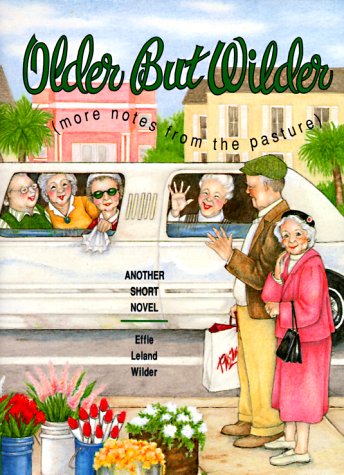 Older But Wilder
(more notes from the pasture)
ANOTHER
SHORT
NOVEL
Effie
Leland
Wilder